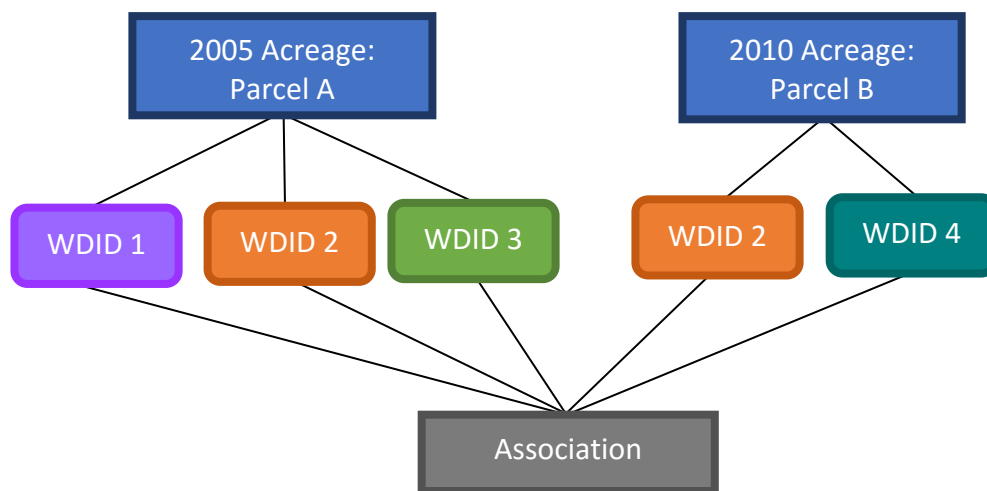 2005 Acreage:
Parcel A
2010 Acreage:
Parcel B
WDID 1
WDID 2
WDID 3
WDID 2
WDID 4
Association